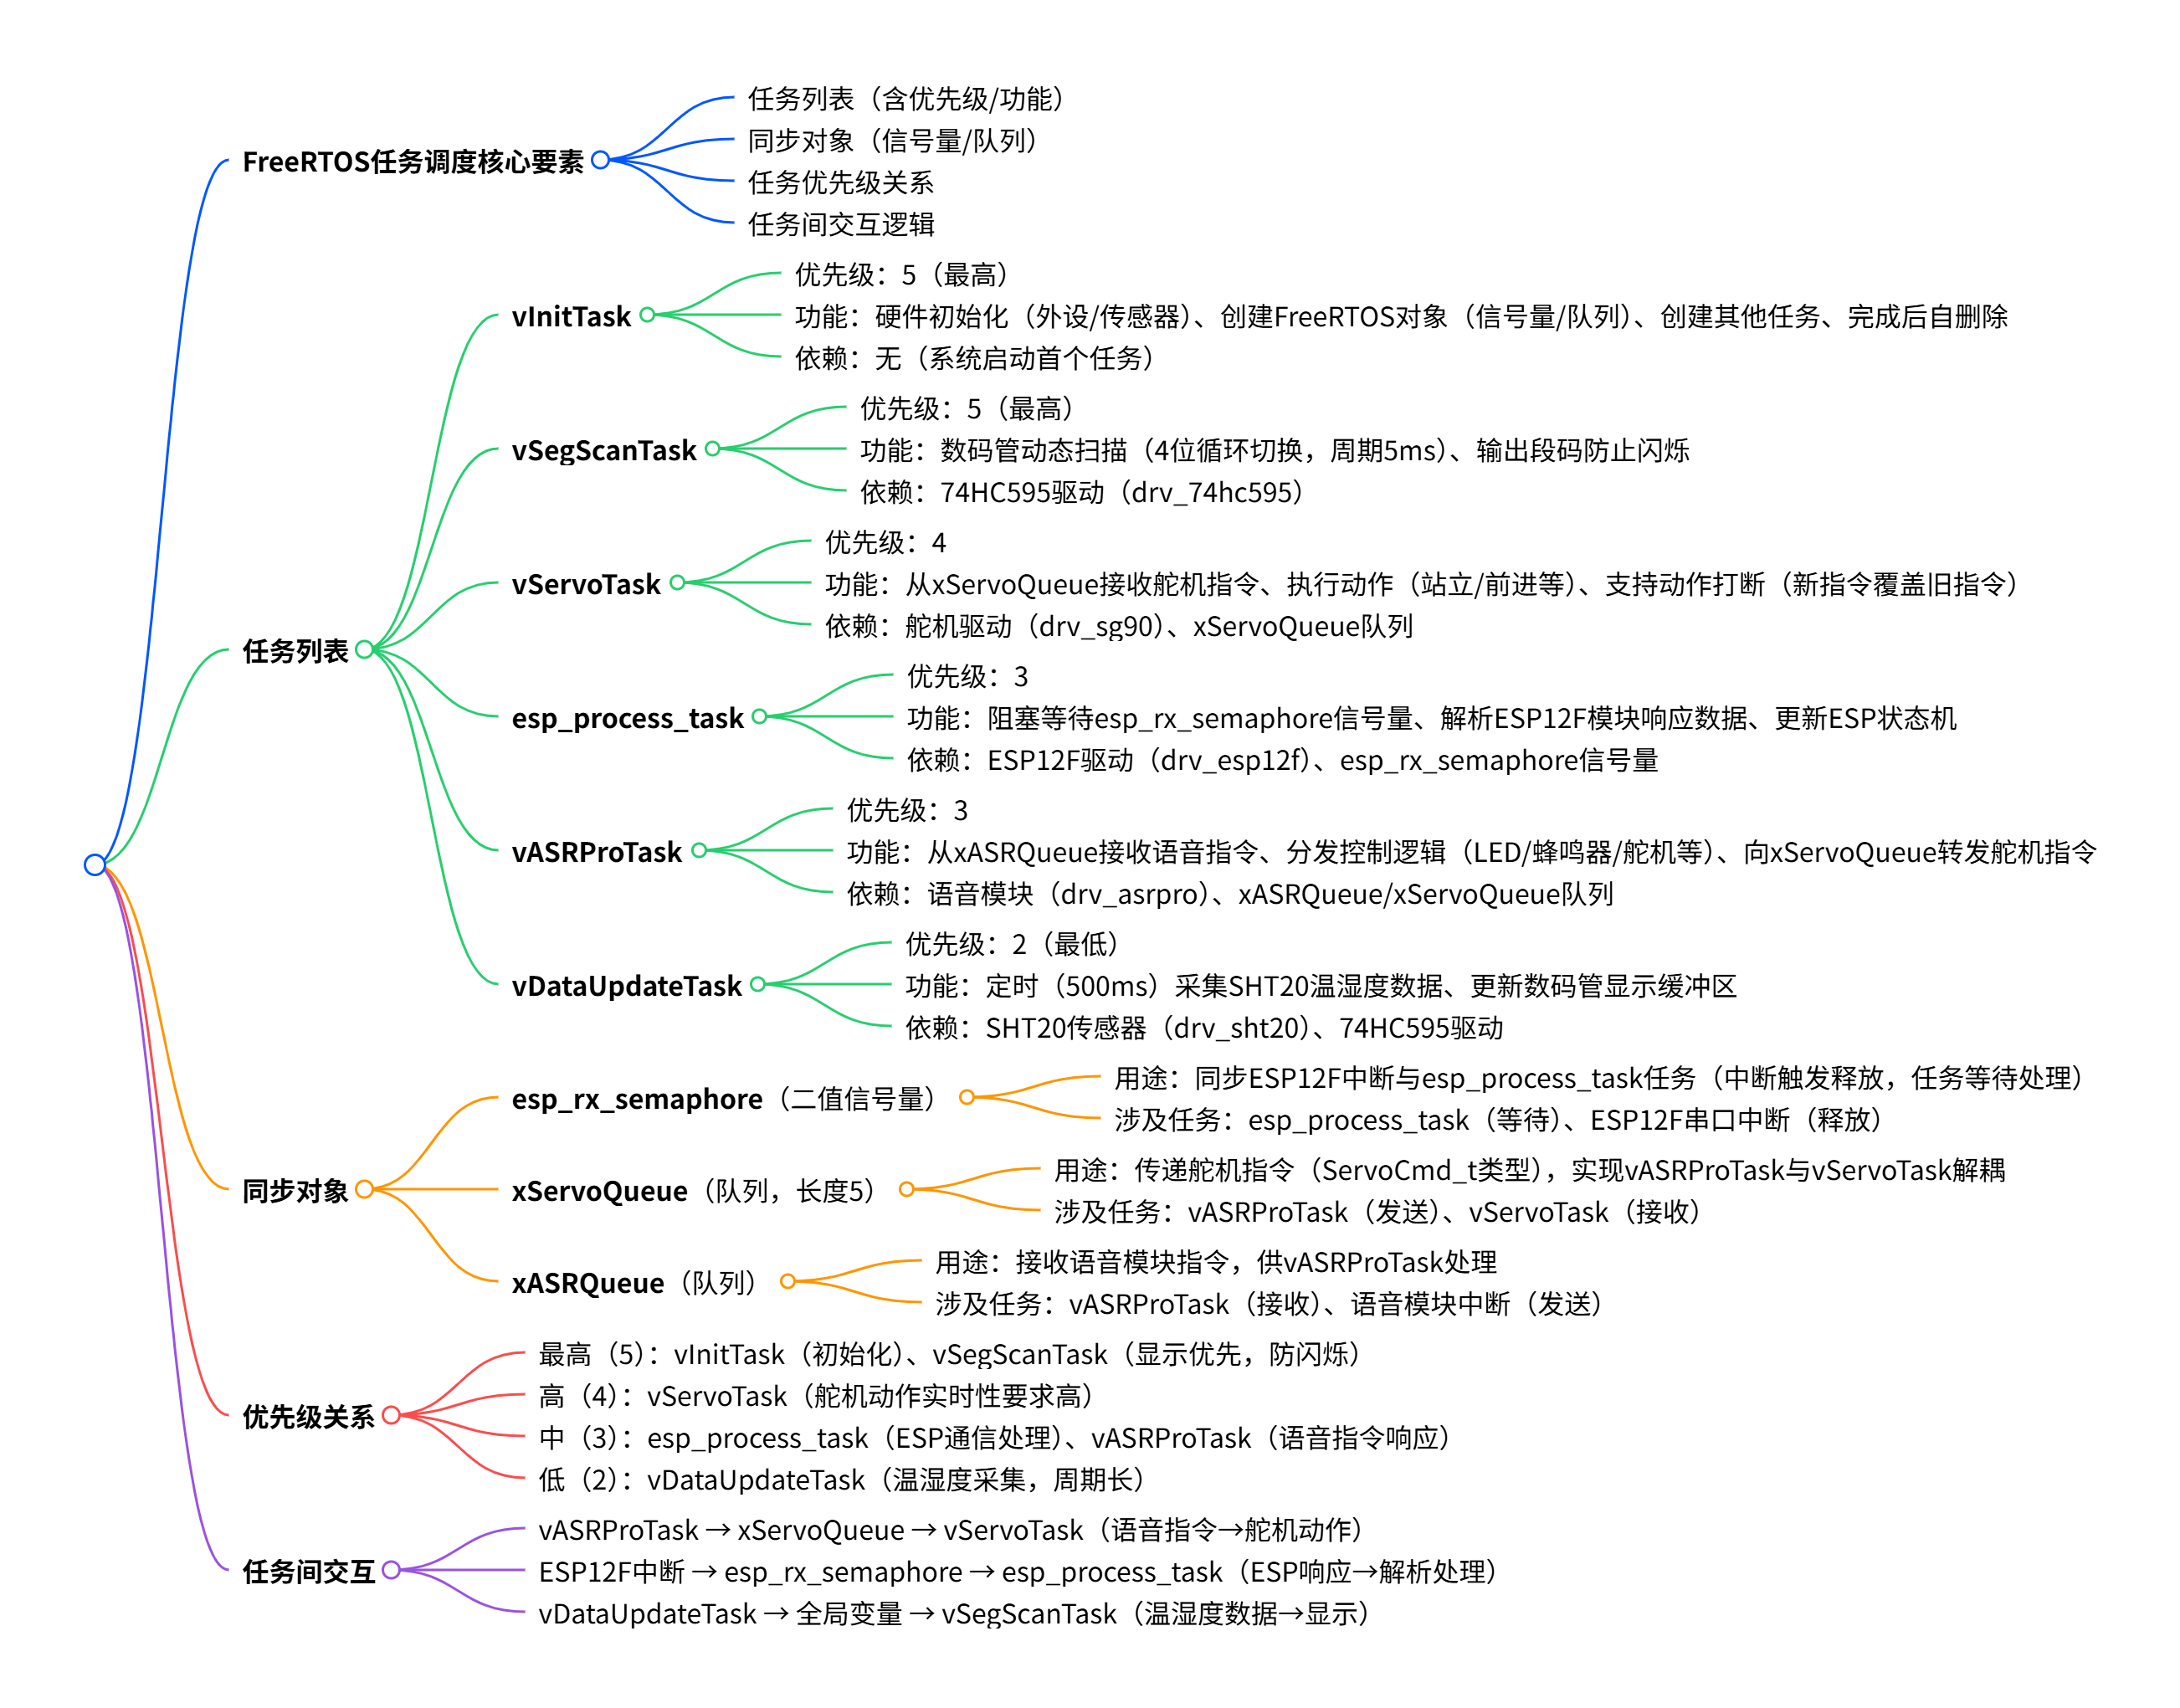 FreeRTOS任务调度核心要素
任务列表（含优先级/功能）
同步对象（信号量/队列）
任务优先级关系
任务间交互逻辑
任务列表
vInitTask
优先级：5（最高）
功能：硬件初始化（外设/传感器）、创建FreeRTOS对象（信号量/队列）、创建其他任务、完成后自删除
依赖：无（系统启动首个任务）
vSegScanTask
优先级：5（最高）
功能：数码管动态扫描（4位循环切换，周期5ms）、输出段码防止闪烁
依赖：74HC595驱动（drv_74hc595）
vServoTask
优先级：4
功能：从xServoQueue接收舵机指令、执行动作（站立/前进等）、支持动作打断（新指令覆盖旧指令）
依赖：舵机驱动（drv_sg90）、xServoQueue队列
esp_process_task
优先级：3
功能：阻塞等待esp_rx_semaphore信号量、解析ESP12F模块响应数据、更新ESP状态机
依赖：ESP12F驱动（drv_esp12f）、esp_rx_semaphore信号量
vASRProTask
优先级：3
功能：从xASRQueue接收语音指令、分发控制逻辑（LED/蜂鸣器/舵机等）、向xServoQueue转发舵机指令
依赖：语音模块（drv_asrpro）、xASRQueue/xServoQueue队列
vDataUpdateTask
优先级：2（最低）
功能：定时（500ms）采集SHT20温湿度数据、更新数码管显示缓冲区
依赖：SHT20传感器（drv_sht20）、74HC595驱动
同步对象
esp_rx_semaphore（二值信号量）
用途：同步ESP12F中断与esp_process_task任务（中断触发释放，任务等待处理）
涉及任务：esp_process_task（等待）、ESP12F串口中断（释放）
xServoQueue（队列，长度5）
用途：传递舵机指令（ServoCmd_t类型），实现vASRProTask与vServoTask解耦
涉及任务：vASRProTask（发送）、vServoTask（接收）
xASRQueue（队列）
用途：接收语音模块指令，供vASRProTask处理
涉及任务：vASRProTask（接收）、语音模块中断（发送）
优先级关系
最高（5）：vInitTask（初始化）、vSegScanTask（显示优先，防闪烁）
高（4）：vServoTask（舵机动作实时性要求高）
中（3）：esp_process_task（ESP通信处理）、vASRProTask（语音指令响应）
低（2）：vDataUpdateTask（温湿度采集，周期长）
任务间交互
vASRProTask → xServoQueue → vServoTask（语音指令→舵机动作）
ESP12F中断 → esp_rx_semaphore → esp_process_task（ESP响应→解析处理）
vDataUpdateTask → 全局变量 → vSegScanTask（温湿度数据→显示）